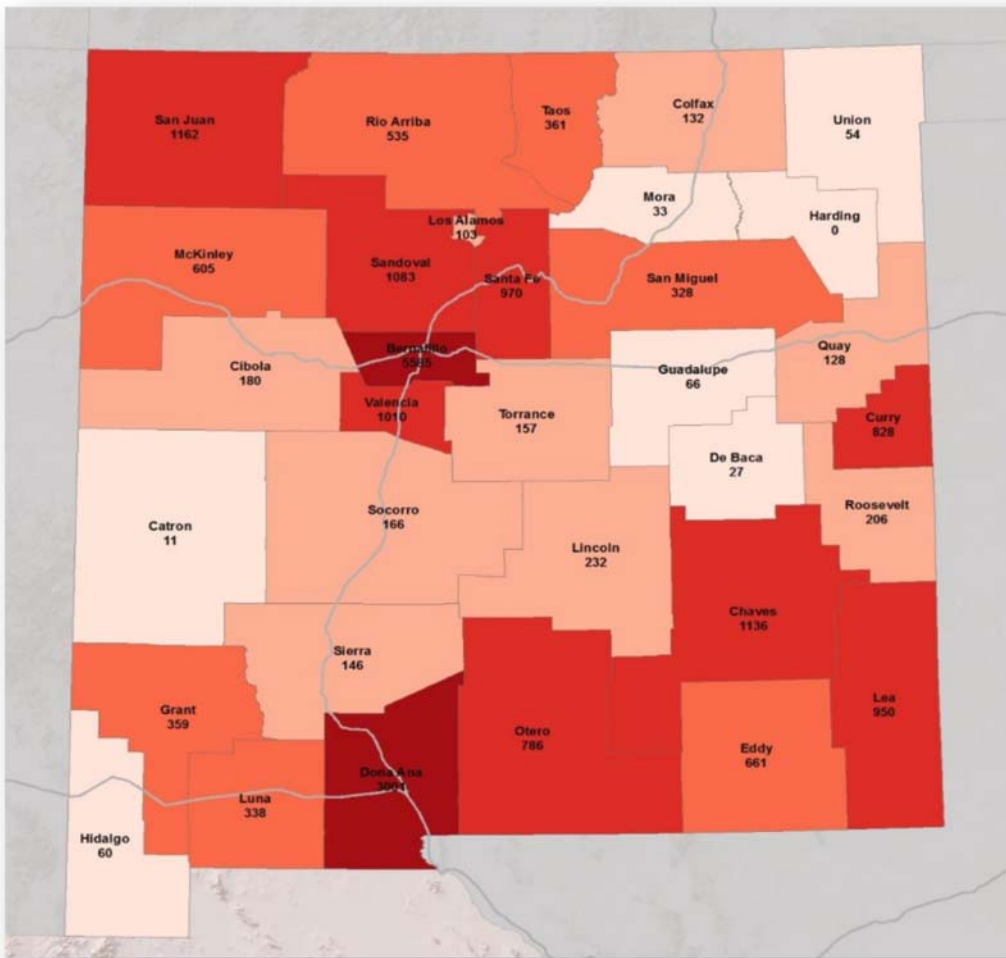 San Juan
1162
Rio Arriba
535
Taos
361
Colfax
132
Union
54
Mora
33
Harding
0
Los Alamos
103
McKinley
605
Sandoval
1083
Santa Fe
970
San Miguel
328
Bernalillo
Quay
128
Cibola
180
Guadalupe
66
Valencia
1010
Torrance
157
Curry
828
De Baca
27
Catron
11
Socorro
166
Roosevelt
206
Lincoln
232
Chaves
1136
Sierra
146
Grant
359
Lea
950
Otero
786
Eddy
661
Dona Ana
Luna
338
Hidalgo
60